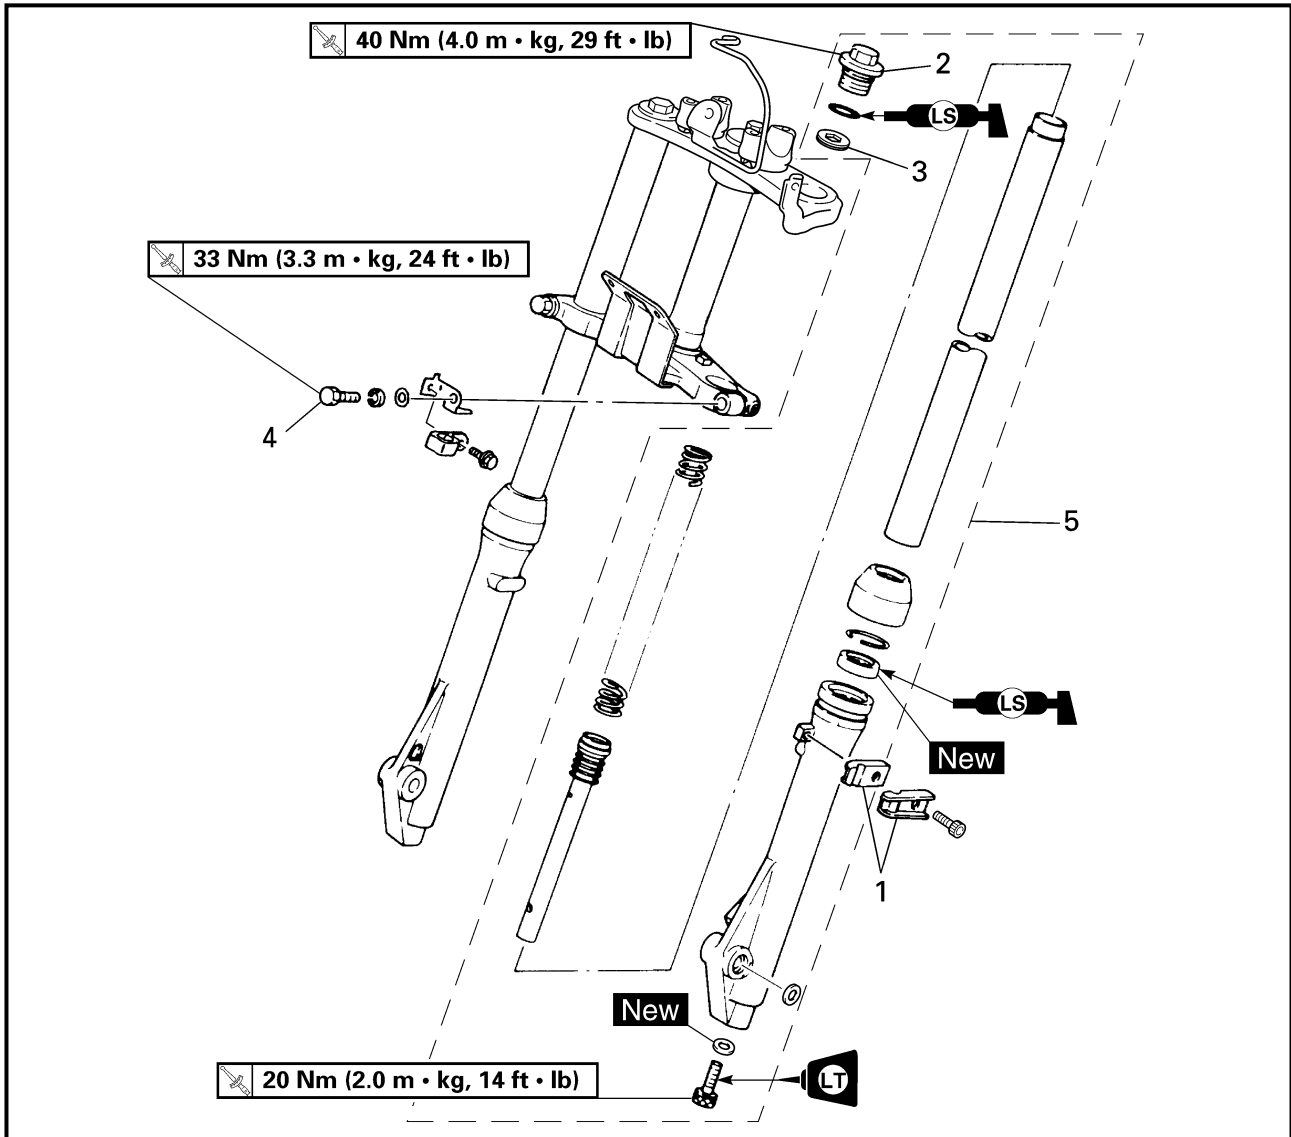 40 Nm (4.0 m • kg, 29 ft • lb)
2
LS
3
33 Nm (3.3 m • kg, 24 ft • lb)
4
5
LS
New
1
New
20 Nm (2.0 m • kg, 14 ft • lb)
LT